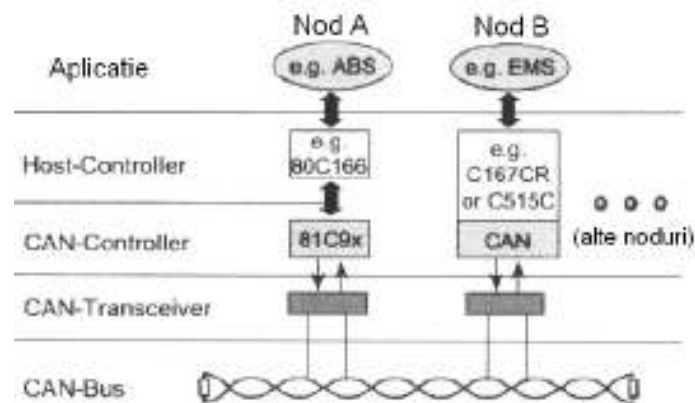 Nod A
Nod B
Aplicatie
e.g. ABS
e.g. EMS
Host-Controller
e.g
80C166
e.g.
C167CR
or C515C
CAN-Controller
81C9x
CAN
(alte noduri)
CAN-Transceiver
CAN-Bus